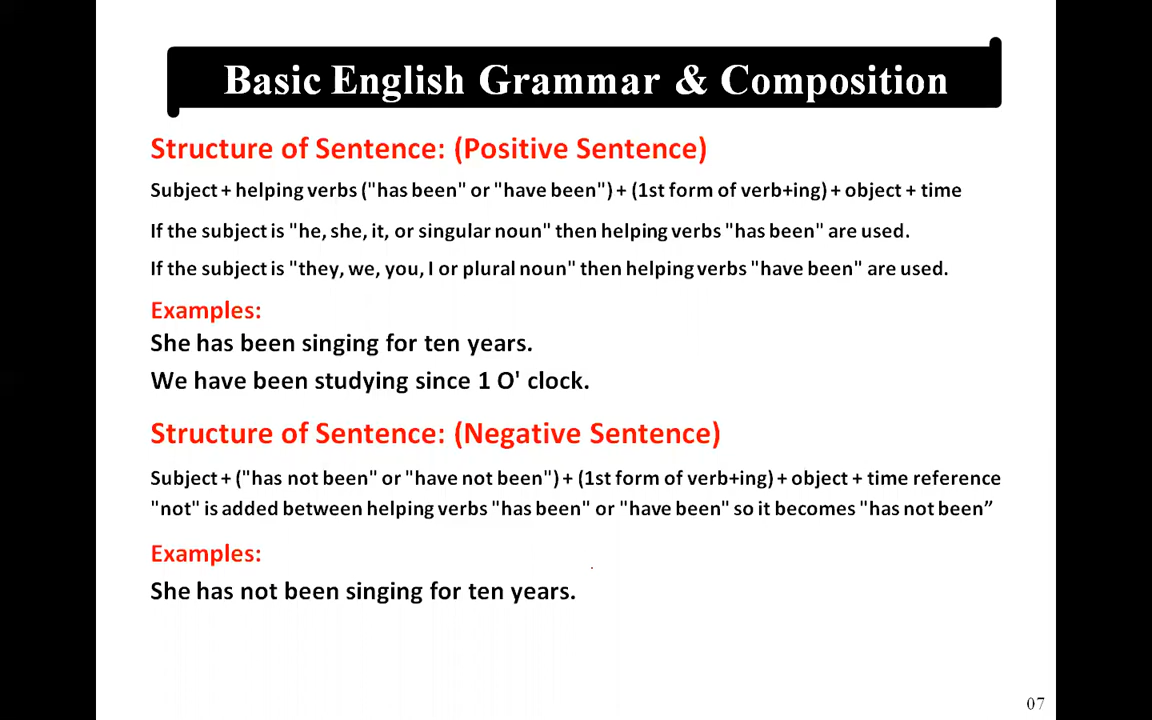 Basic English Grammar & Composition
Structure of Sentence: (Positive Sentence)
Subject + helping verbs ("has been" or "have been") + (1st form of verb+ing) + object + time
If the subject is "he, she, it, or singular noun" then helping verbs "has been" are used.
If the subject is "they, we, you, I or plural noun" then helping verbs "have been" are used.
Examples:
She has been singing for ten years.
We have been studying since 1 O' clock.
Structure of Sentence: (Negative Sentence)
Subject + ("has not been" or "have not been") + (1st form of verb+ing) + object + time reference
"not" is added between helping verbs "has been" or "have been" so it becomes "has not been”
Examples:
She has not been singing for ten years.
07